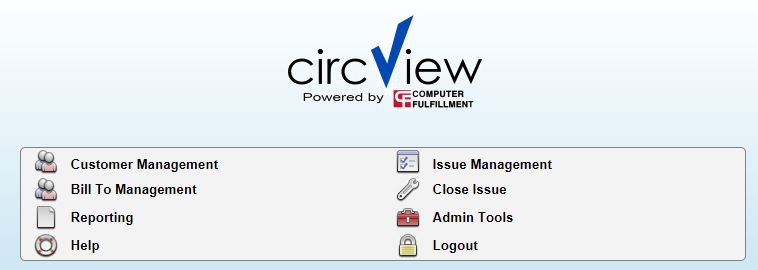 circView
Powered by CF COMPUTER
FULFILLMENT
Customer Management
Issue Management
Bill To Management
Close Issue
Reporting
Admin Tools
Help
Logout